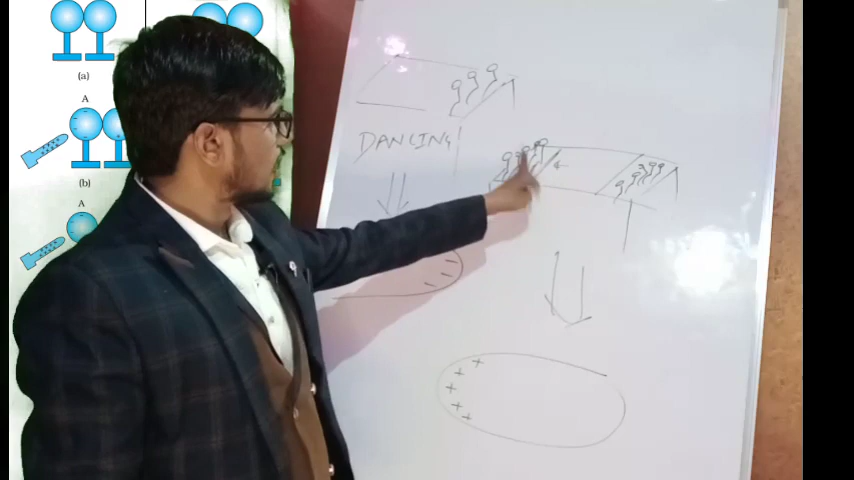 (a)
A
(b)
A
DANCING
- - -
+ + + + +